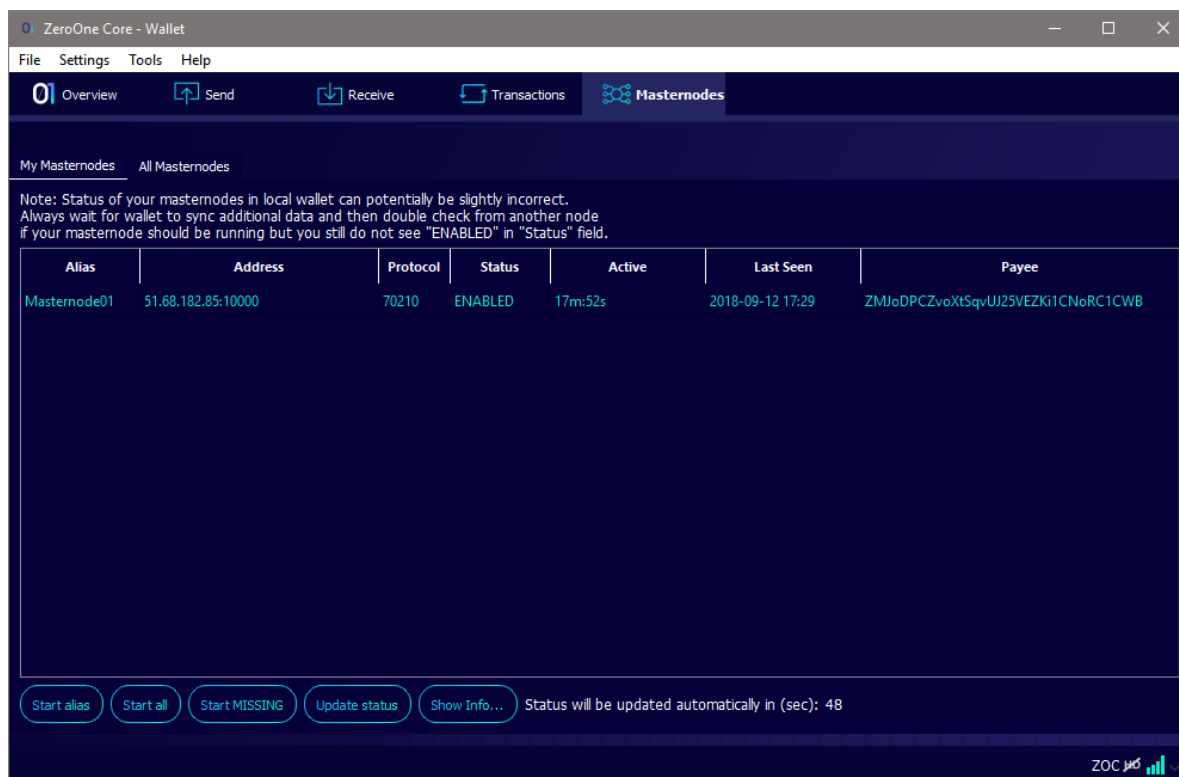 01 ZeroOne Core - Wallet
File Settings Tools Help
01 Overview Send Receive Transactions Masternodes
My Masternodes All Masternodes
Note: Status of your masternodes in local wallet can potentially be slightly incorrect.
Always wait for wallet to sync additional data and then double check from another node
if your masternode should be running but you still do not see "ENABLED" in "Status" field.
Alias Address Protocol Status Active Last Seen Payee
Masternode01 51.68.182.85:10000 70210 ENABLED 17m:52s 2018-09-12 17:29 ZMJoDPCZvoXtSqvUJ25VEZKi1CNoRC1CWB
Start alias Start all Start MISSING Update status Show Info... Status will be updated automatically in (sec): 48
ZOC HD